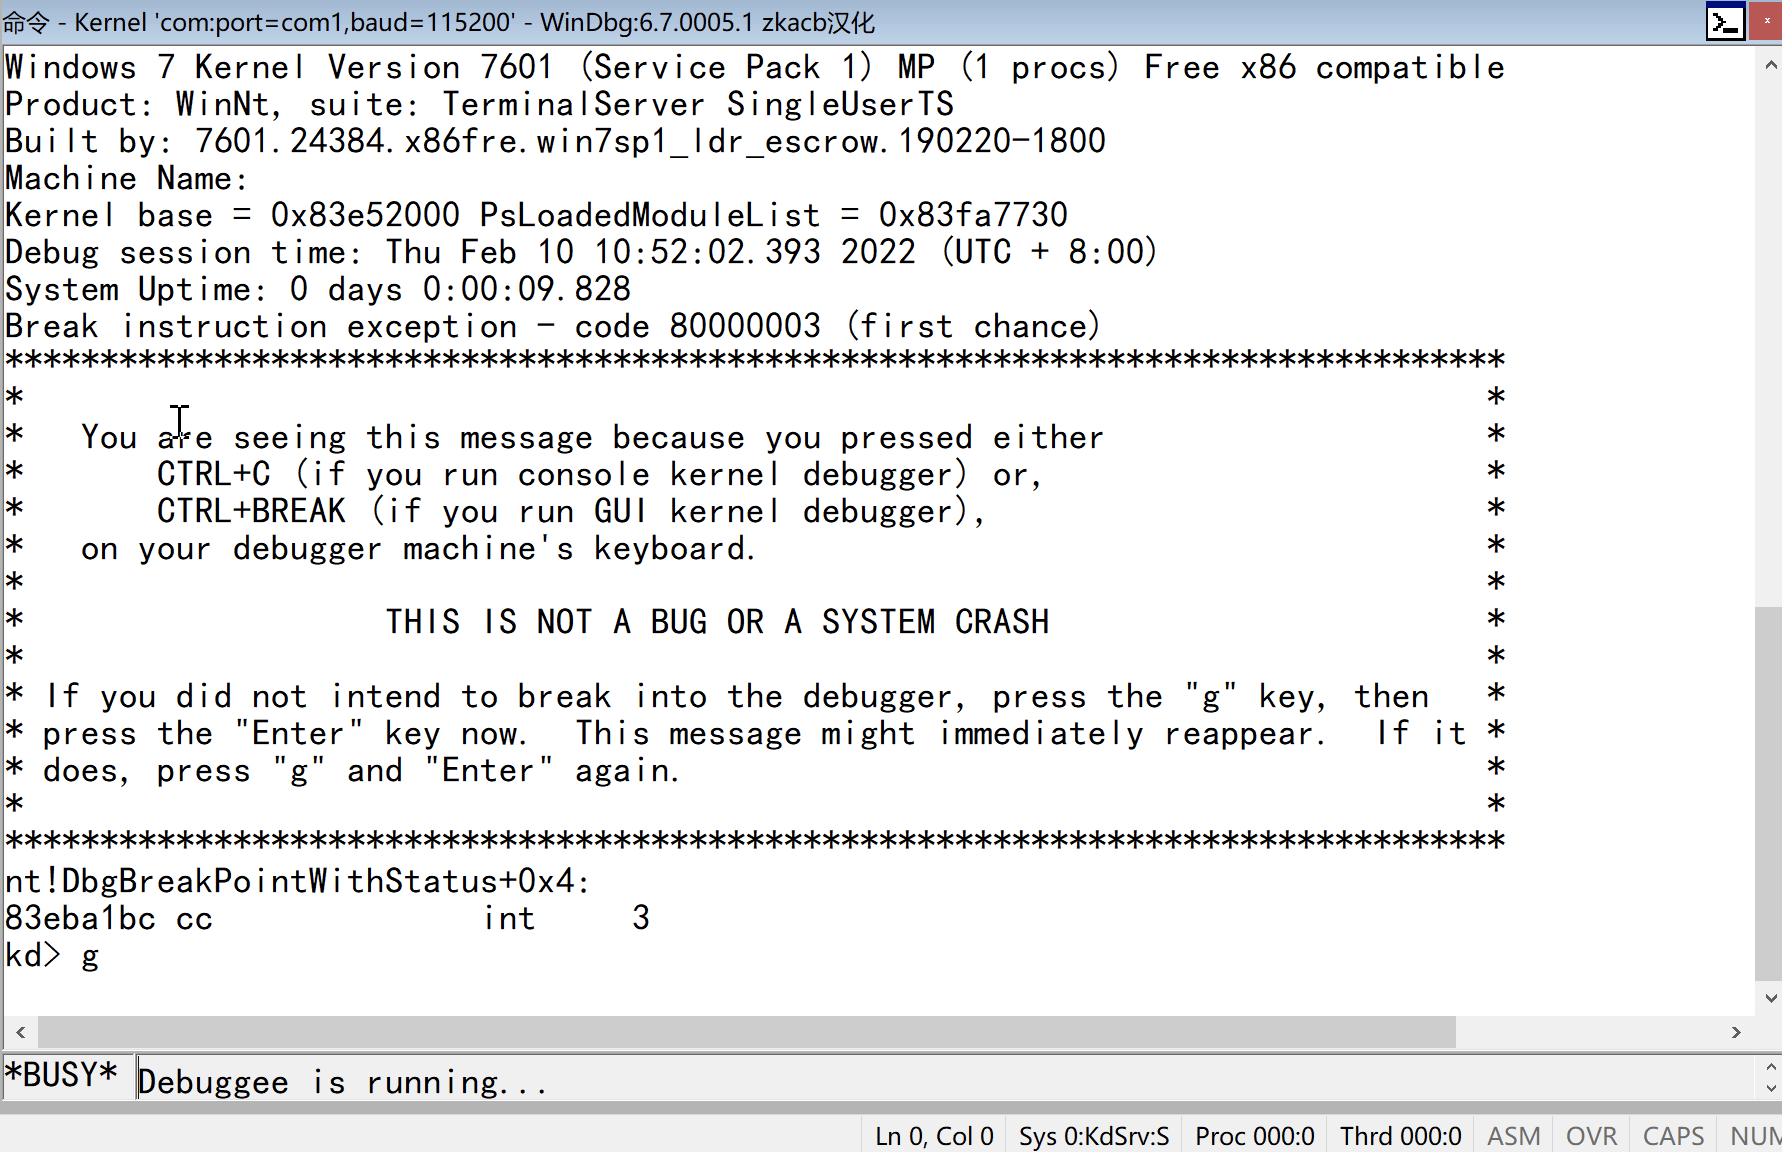 命令 - Kernel 'com:port=com1,baud=115200' - WinDbg:6.7.0005.1 zkacb汉化
Windows 7 Kernel Version 7601 (Service Pack 1) MP (1 procs) Free x86 compatible
Product: WinNt, suite: TerminalServer SingleUserTS
Built by: 7601.24384.x86fre.win7sp1_ldr_escrow.190220-1800
Machine Name:
Kernel base = 0x83e52000 PsLoadedModuleList = 0x83fa7730
Debug session time: Thu Feb 10 10:52:02.393 2022 (UTC + 8:00)
System Uptime: 0 days 0:00:09.828
Break instruction exception - code 80000003 (first chance)
*******************************************************************************
*                                                                             *
*   You are seeing this message because you pressed either                    *
*       CTRL+C (if you run console kernel debugger) or,                       *
*       CTRL+BREAK (if you run GUI kernel debugger),                          *
*   on your debugger machine's keyboard.                                      *
*                                                                             *
*                   THIS IS NOT A BUG OR A SYSTEM CRASH                       *
*                                                                             *
* If you did not intend to break into the debugger, press the "g" key, then   *
* press the "Enter" key now.  This message might immediately reappear.  If it *
* does, press "g" and "Enter" again.                                          *
*                                                                             *
*******************************************************************************
nt!DbgBreakPointWithStatus+0x4:
83eba1bc cc              int     3
kd> g
*BUSY* Debuggee is running...
Ln 0, Col 0 Sys 0:KdSrv:S Proc 000:0 Thrd 000:0 ASM OVR CAPS NUM